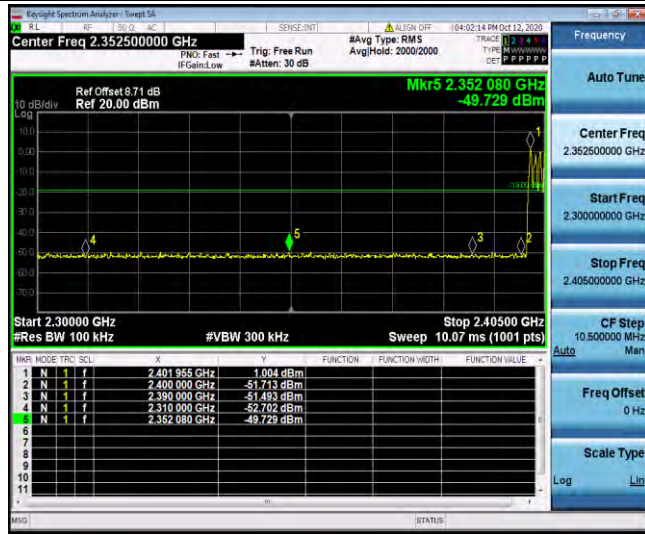 Keysight Spectrum Analyzer - Swept SA
RL RF 50 Ω AC SENSE:INT ALIGN OFF 04:02:14 PM Oct 12, 2020
Center Freq 2.352500000 GHz
PNO: Fast
IFGain:Low
Trig: Free Run
#Atten: 30 dB
#Avg Type: RMS
Avg|Hold: 2000/2000
TRACE 1 2 3 4 5 6
TYPE MWWWWW
DET P P P P P P
Ref Offset 8.71 dB
Ref 20.00 dBm
Mkr5 2.352 080 GHz
-49.729 dBm
10 dB/div
Log
10.0
0.00
-10.0
-20.0
-30.0
-40.0
-50.0
-60.0
-70.0
1
2
3
4
5
Start 2.30000 GHz
Stop 2.40500 GHz
#Res BW 100 kHz
#VBW 300 kHz
Sweep 10.07 ms (1001 pts)
MKR MODE TRC SCL X Y FUNCTION FUNCTION WIDTH FUNCTION VALUE
1 N 1 f 2.401 955 GHz 1.004 dBm
2 N 1 f 2.400 000 GHz -51.713 dBm
3 N 1 f 2.390 000 GHz -51.493 dBm
4 N 1 f 2.310 000 GHz -52.702 dBm
5 N 1 f 2.352 080 GHz -49.729 dBm
6
7
8
9
10
11
MSG
STATUS
Frequency
Auto Tune
Center Freq
2.352500000 GHz
Start Freq
2.300000000 GHz
Stop Freq
2.405000000 GHz
CF Step
10.500000 MHz
Auto Man
Freq Offset
0 Hz
Scale Type
Log Lin